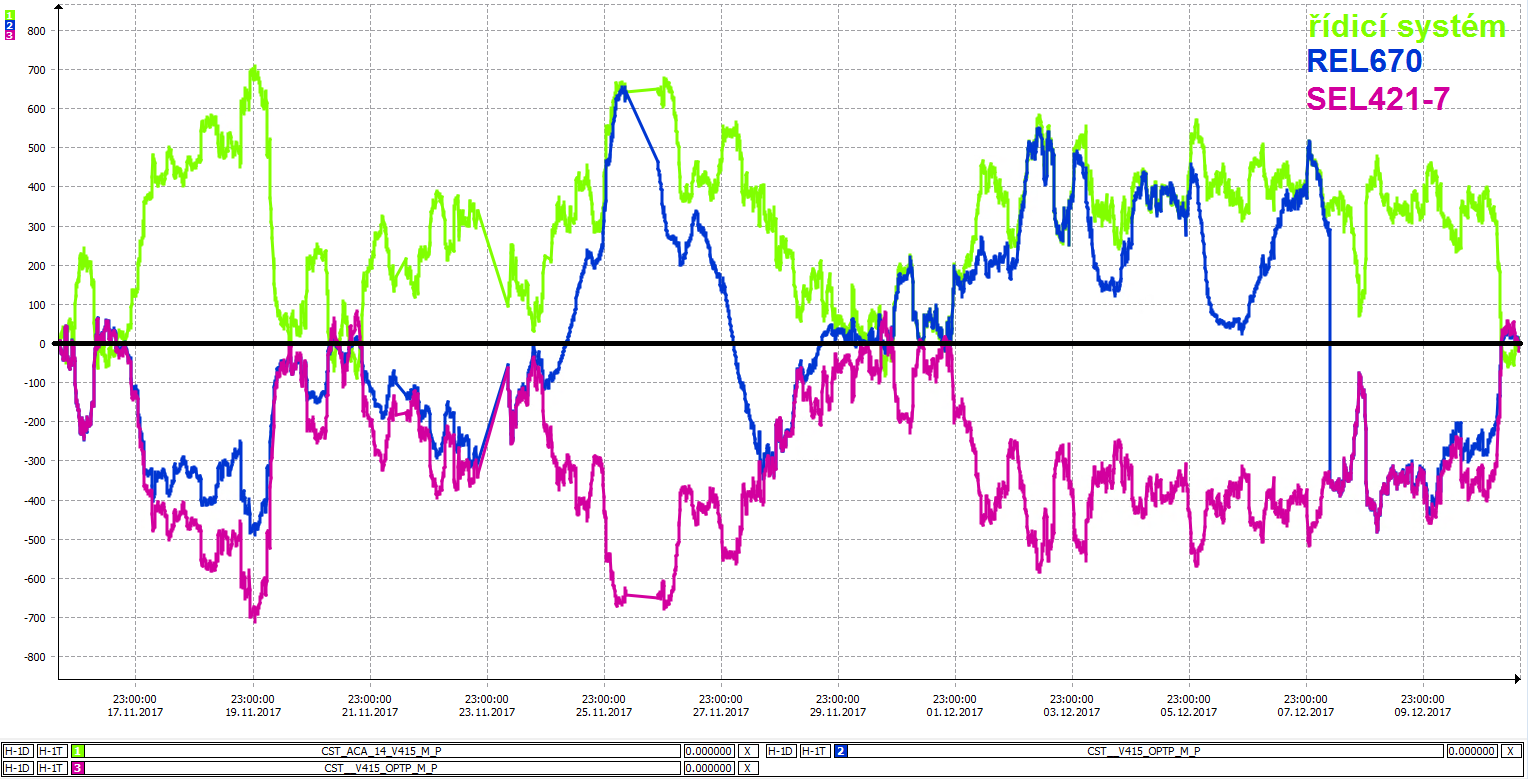 1
2
3
řídicí systém
REL670
SEL421-7
800
700
600
500
400
300
200
100
0
-100
-200
-300
-400
-500
-600
-700
-800
23:00:00 23:00:00 23:00:00 23:00:00 23:00:00 23:00:00 23:00:00 23:00:00 23:00:00 23:00:00 23:00:00 23:00:00
17.11.2017 19.11.2017 21.11.2017 23.11.2017 25.11.2017 27.11.2017 29.11.2017 01.12.2017 03.12.2017 05.12.2017 07.12.2017 09.12.2017
H-1D H-1T 1 CST_ACA_14_V415_M_P 0.000000 X H-1D H-1T 2 CST__V415_OPTP_M_P 0.000000 X
H-1D H-1T 3 CST__V415_OPTP_M_P 0.000000 X